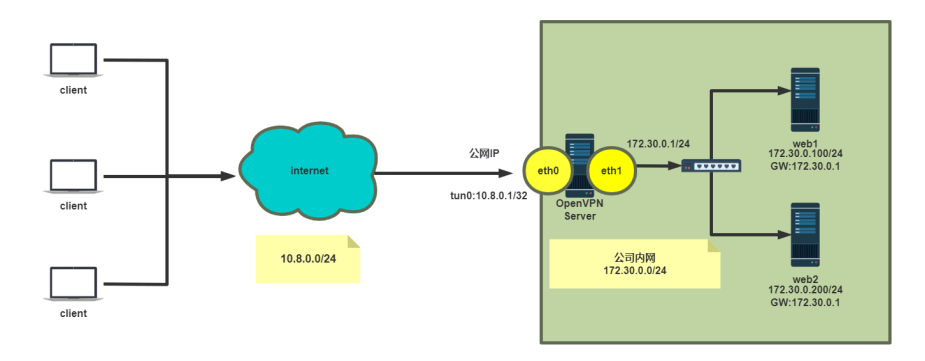 client
client
client
internet
10.8.0.0/24
公网IP
tun0:10.8.0.1/32
eth0
eth1
OpenVPN
Server
172.30.0.1/24
公司内网
172.30.0.0/24
web1
172.30.0.100/24
GW:172.30.0.1
web2
172.30.0.200/24
GW:172.30.0.1